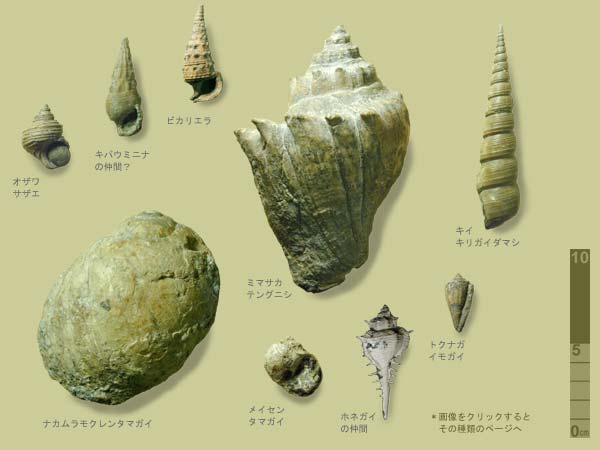 ビカリエラ
キバウミニナ
の仲間?
オザワ
サザエ
キイ
キリガイダマシ
ミマサカ
テングニシ
10
トクナガ
イモガイ
5
メイセン
タマガイ
ホネガイ
の仲間
ナカムラモクレンタマガイ
*画像をクリックすると
その種類のページへ
0cm